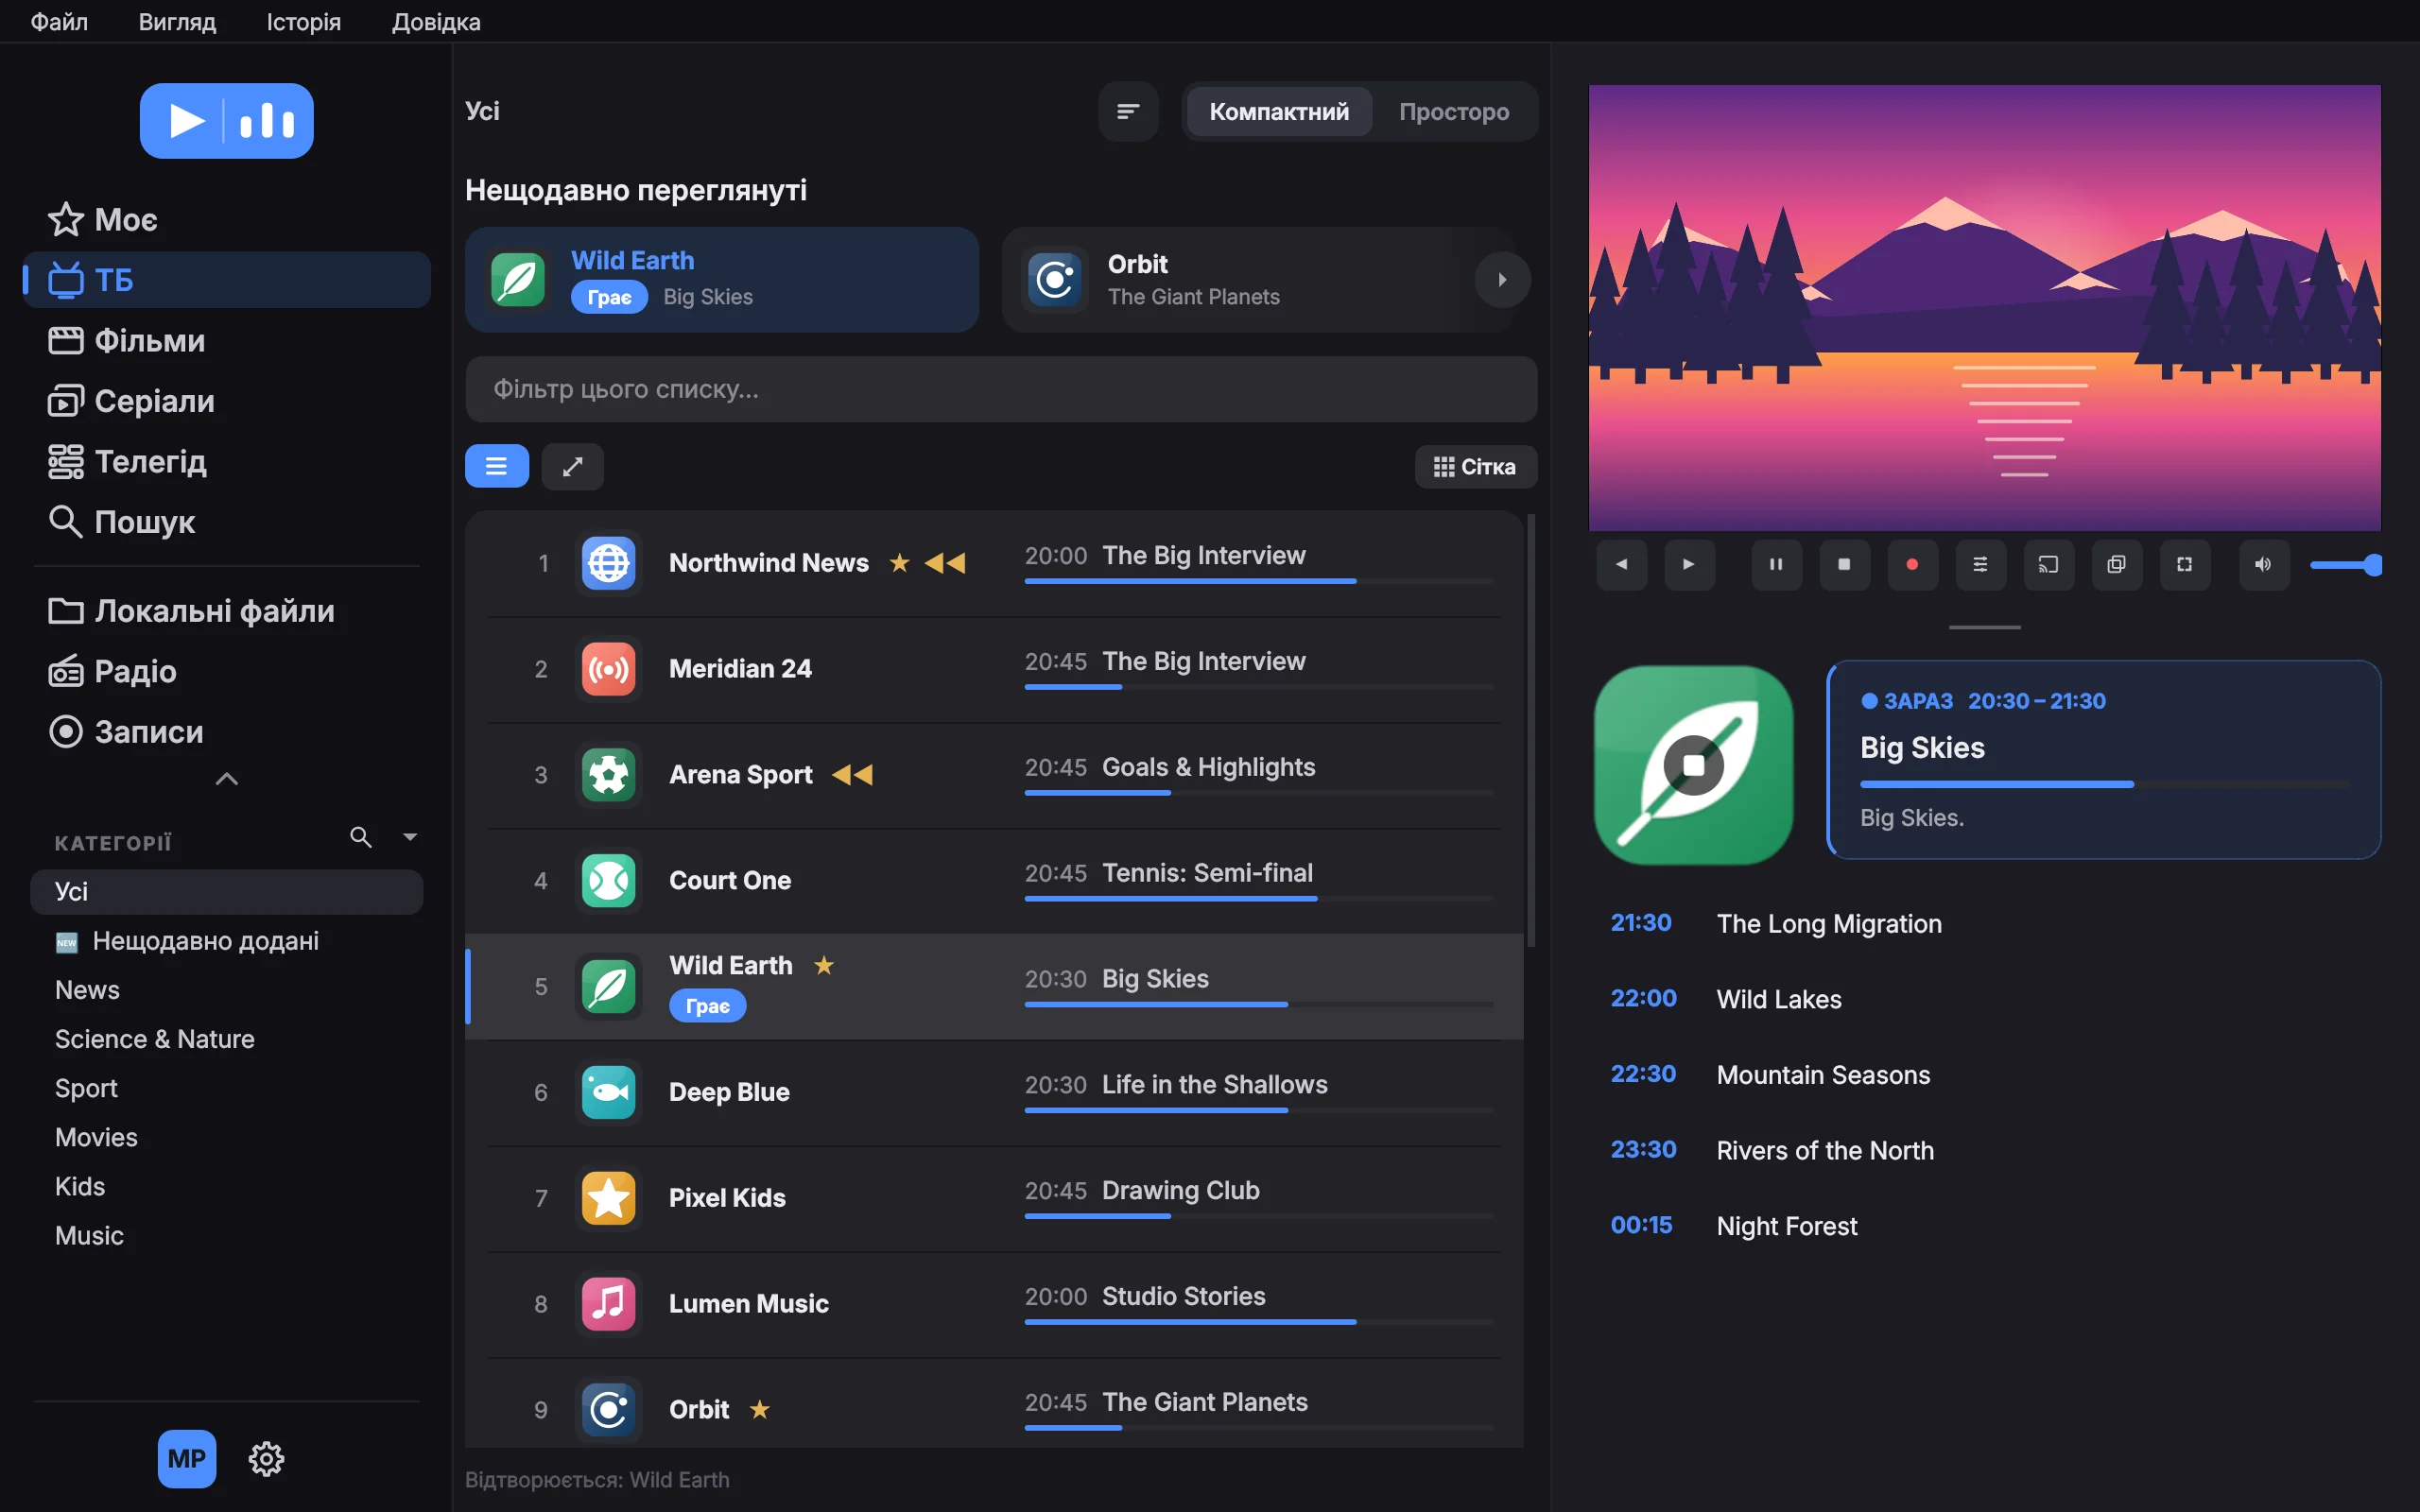 Файл Вигляд Історія Довідка
Моє
ТБ
Фільми
Серіали
Телегід
Пошук
Локальні файли
Радіо
Записи
КАТЕГОРІЇ
Усі
NEW Нещодавно додані
News
Science & Nature
Sport
Movies
Kids
Music
MP
Усі
Компактний Просторо
Нещодавно переглянуті
Wild Earth
Грає Big Skies
Orbit
The Giant Planets
Фільтр цього списку...
Сітка
1 Northwind News 20:00 The Big Interview
2 Meridian 24 20:45 The Big Interview
3 Arena Sport 20:45 Goals & Highlights
4 Court One 20:45 Tennis: Semi-final
5 Wild Earth 20:30 Big Skies
Грає
6 Deep Blue 20:30 Life in the Shallows
7 Pixel Kids 20:45 Drawing Club
8 Lumen Music 20:00 Studio Stories
9 Orbit 20:45 The Giant Planets
Відтворюється: Wild Earth
ЗАРАЗ 20:30 – 21:30
Big Skies
Big Skies.
21:30 The Long Migration
22:00 Wild Lakes
22:30 Mountain Seasons
23:30 Rivers of the North
00:15 Night Forest